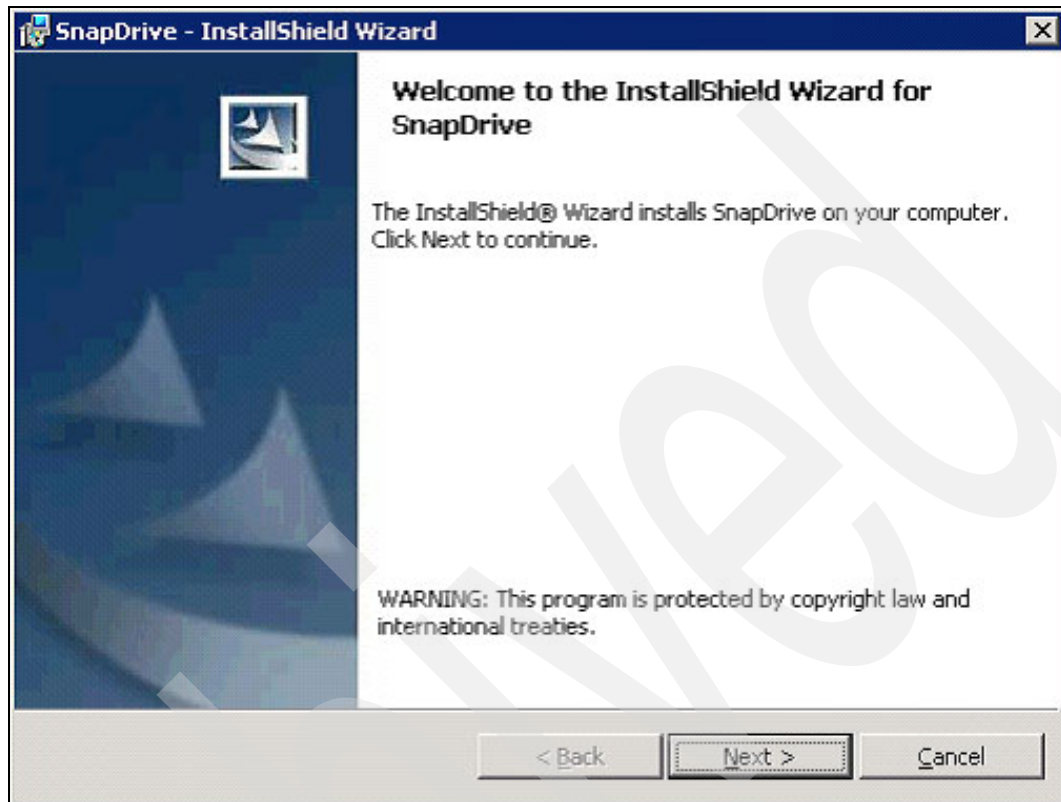 SnapDrive - InstallShield Wizard
Welcome to the InstallShield Wizard for
SnapDrive
The InstallShield® Wizard installs SnapDrive on your computer.
Click Next to continue.
WARNING: This program is protected by copyright law and
international treaties.
< Back
Next >
Cancel